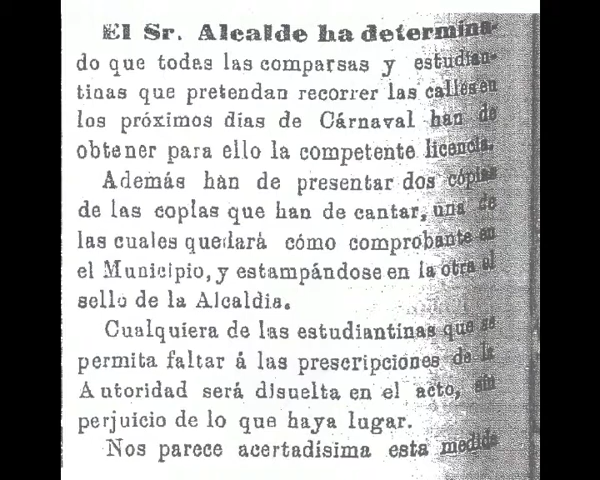 El Sr. Alcalde ha determina-
do que todas las comparsas y estudian-
tinas que pretendan recorrer las calles en
los próximos días de Cárnaval han de
obtener para ello la competente licencia.
Además han de presentar dos cópias
de las coplas que han de cantar, una de
las cuales quedará cómo comprobante en
el Municipio, y estampándose en la otra el
sello de la Alcaldia.
Cualquiera de las estudiantinas que se
permita faltar á las prescripciones de la
Autoridad será disuelta en el acto, sin
perjuicio de lo que haya lugar.
Nos parece acertadísima esta medida